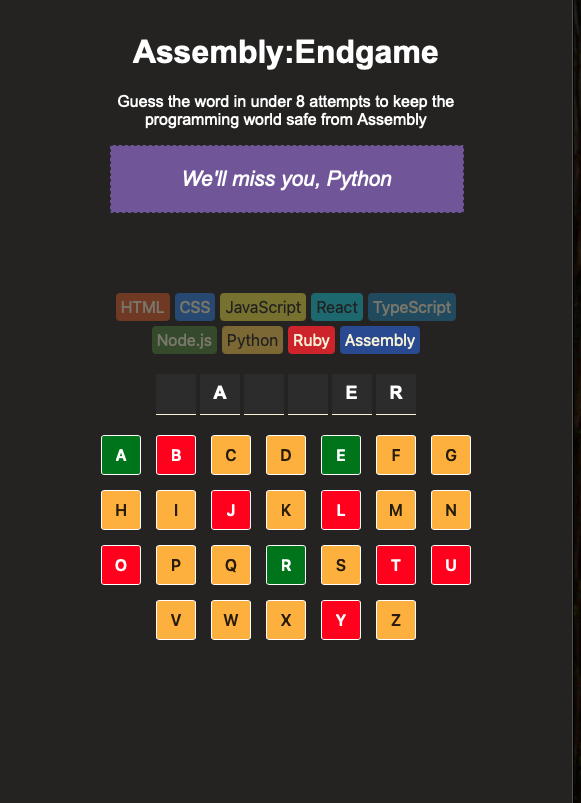 Assembly:Endgame
Guess the word in under 8 attempts to keep the
programming world safe from Assembly
We'll miss you, Python
HTML CSS JavaScript React TypeScript
Node.js Python Ruby Assembly
A E R
A B C D E F G
H I J K L M N
O P Q R S T U
V W X Y Z